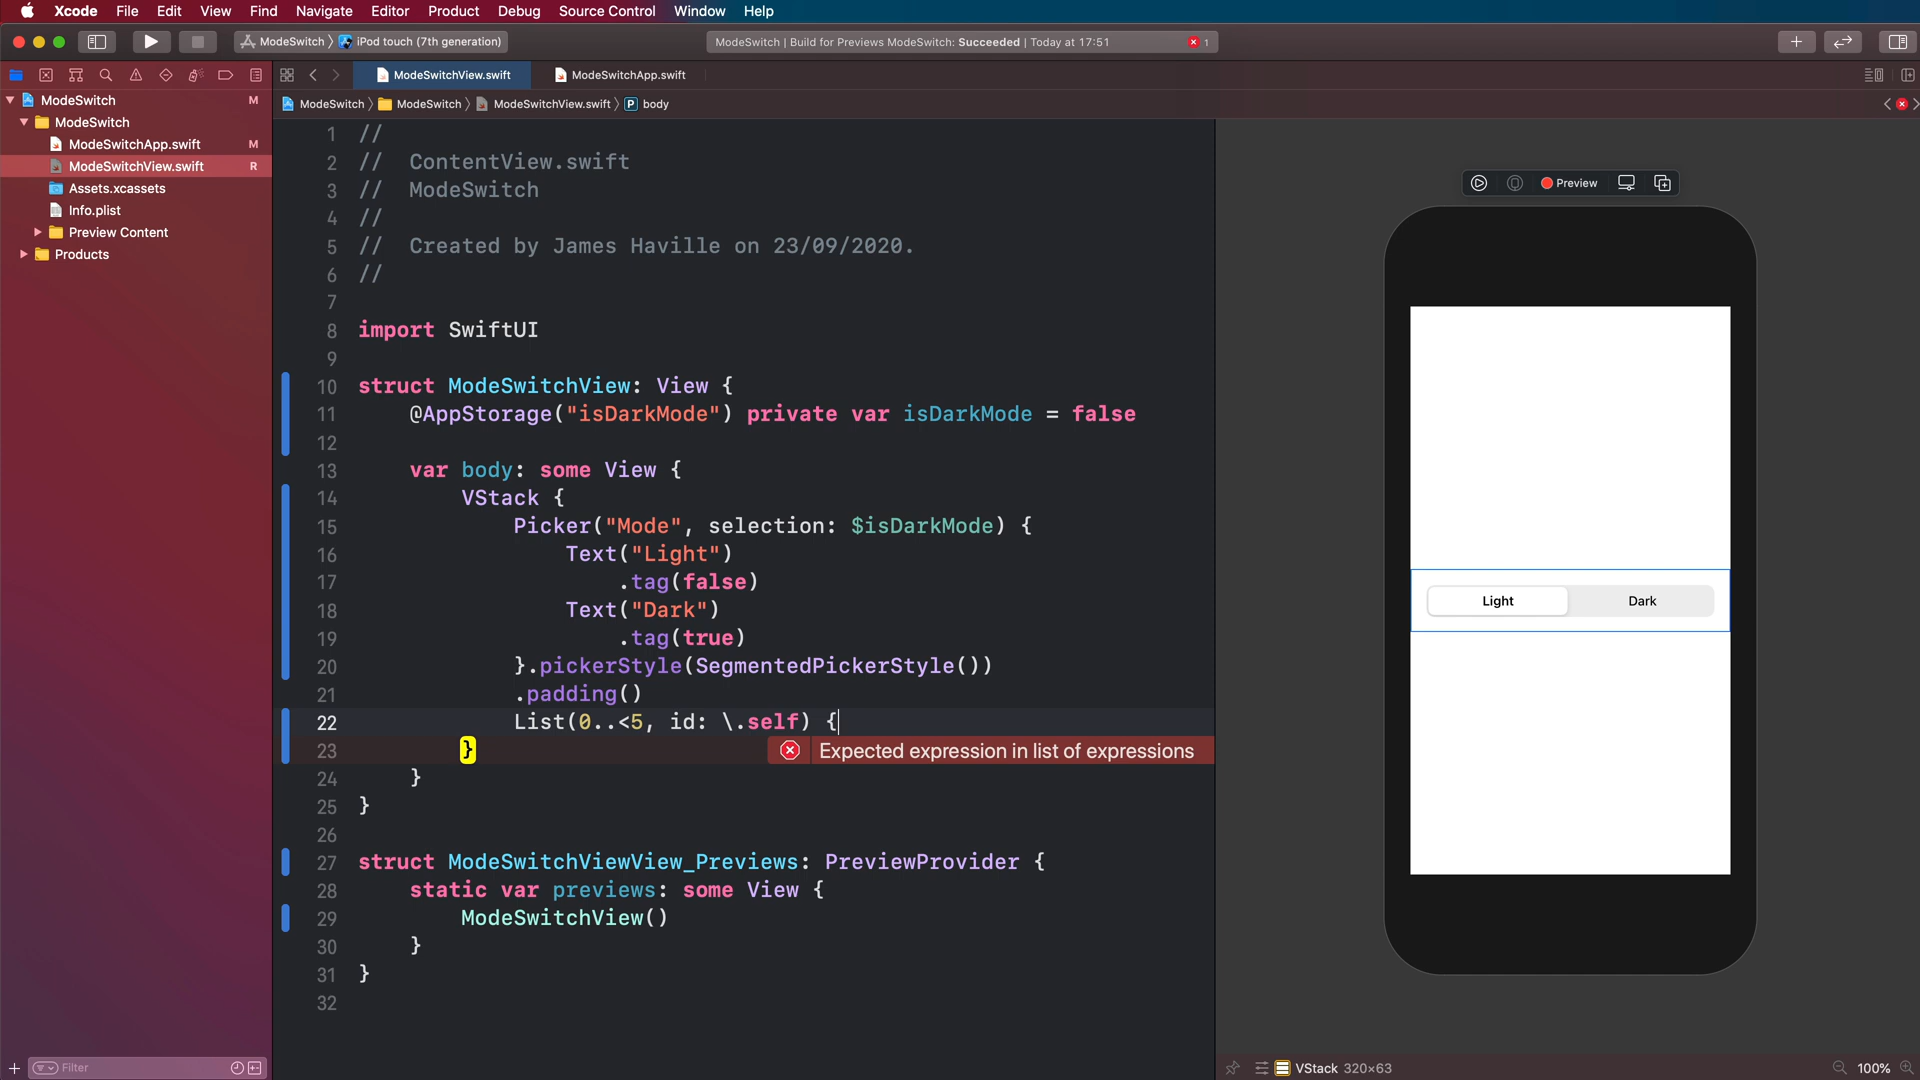 Xcode File Edit View Find Navigate Editor Product Debug Source Control Window Help
ModeSwitch iPod touch (7th generation)
ModeSwitch | Build for Previews ModeSwitch: Succeeded | Today at 17:51
1
ModeSwitchView.swift
ModeSwitchApp.swift
ModeSwitch ModeSwitch ModeSwitchView.swift P body
ModeSwitch M
ModeSwitch
ModeSwitchApp.swift M
ModeSwitchView.swift R
Assets.xcassets
Info.plist
Preview Content
Products
1 //
2 //  ContentView.swift
3 //  ModeSwitch
4 //
5 //  Created by James Haville on 23/09/2020.
6 //
7
8 import SwiftUI
9
10 struct ModeSwitchView: View {
11     @AppStorage("isDarkMode") private var isDarkMode = false
12
13     var body: some View {
14         VStack {
15             Picker("Mode", selection: $isDarkMode) {
16                 Text("Light")
17                     .tag(false)
18                 Text("Dark")
19                     .tag(true)
20             }.pickerStyle(SegmentedPickerStyle())
21             .padding()
22             List(0..<5, id: \.self) {
23         } Expected expression in list of expressions
24     }
25 }
26
27 struct ModeSwitchViewView_Previews: PreviewProvider {
28     static var previews: some View {
29         ModeSwitchView()
30     }
31 }
32
Preview
Light Dark
Filter
VStack 320×63
100%